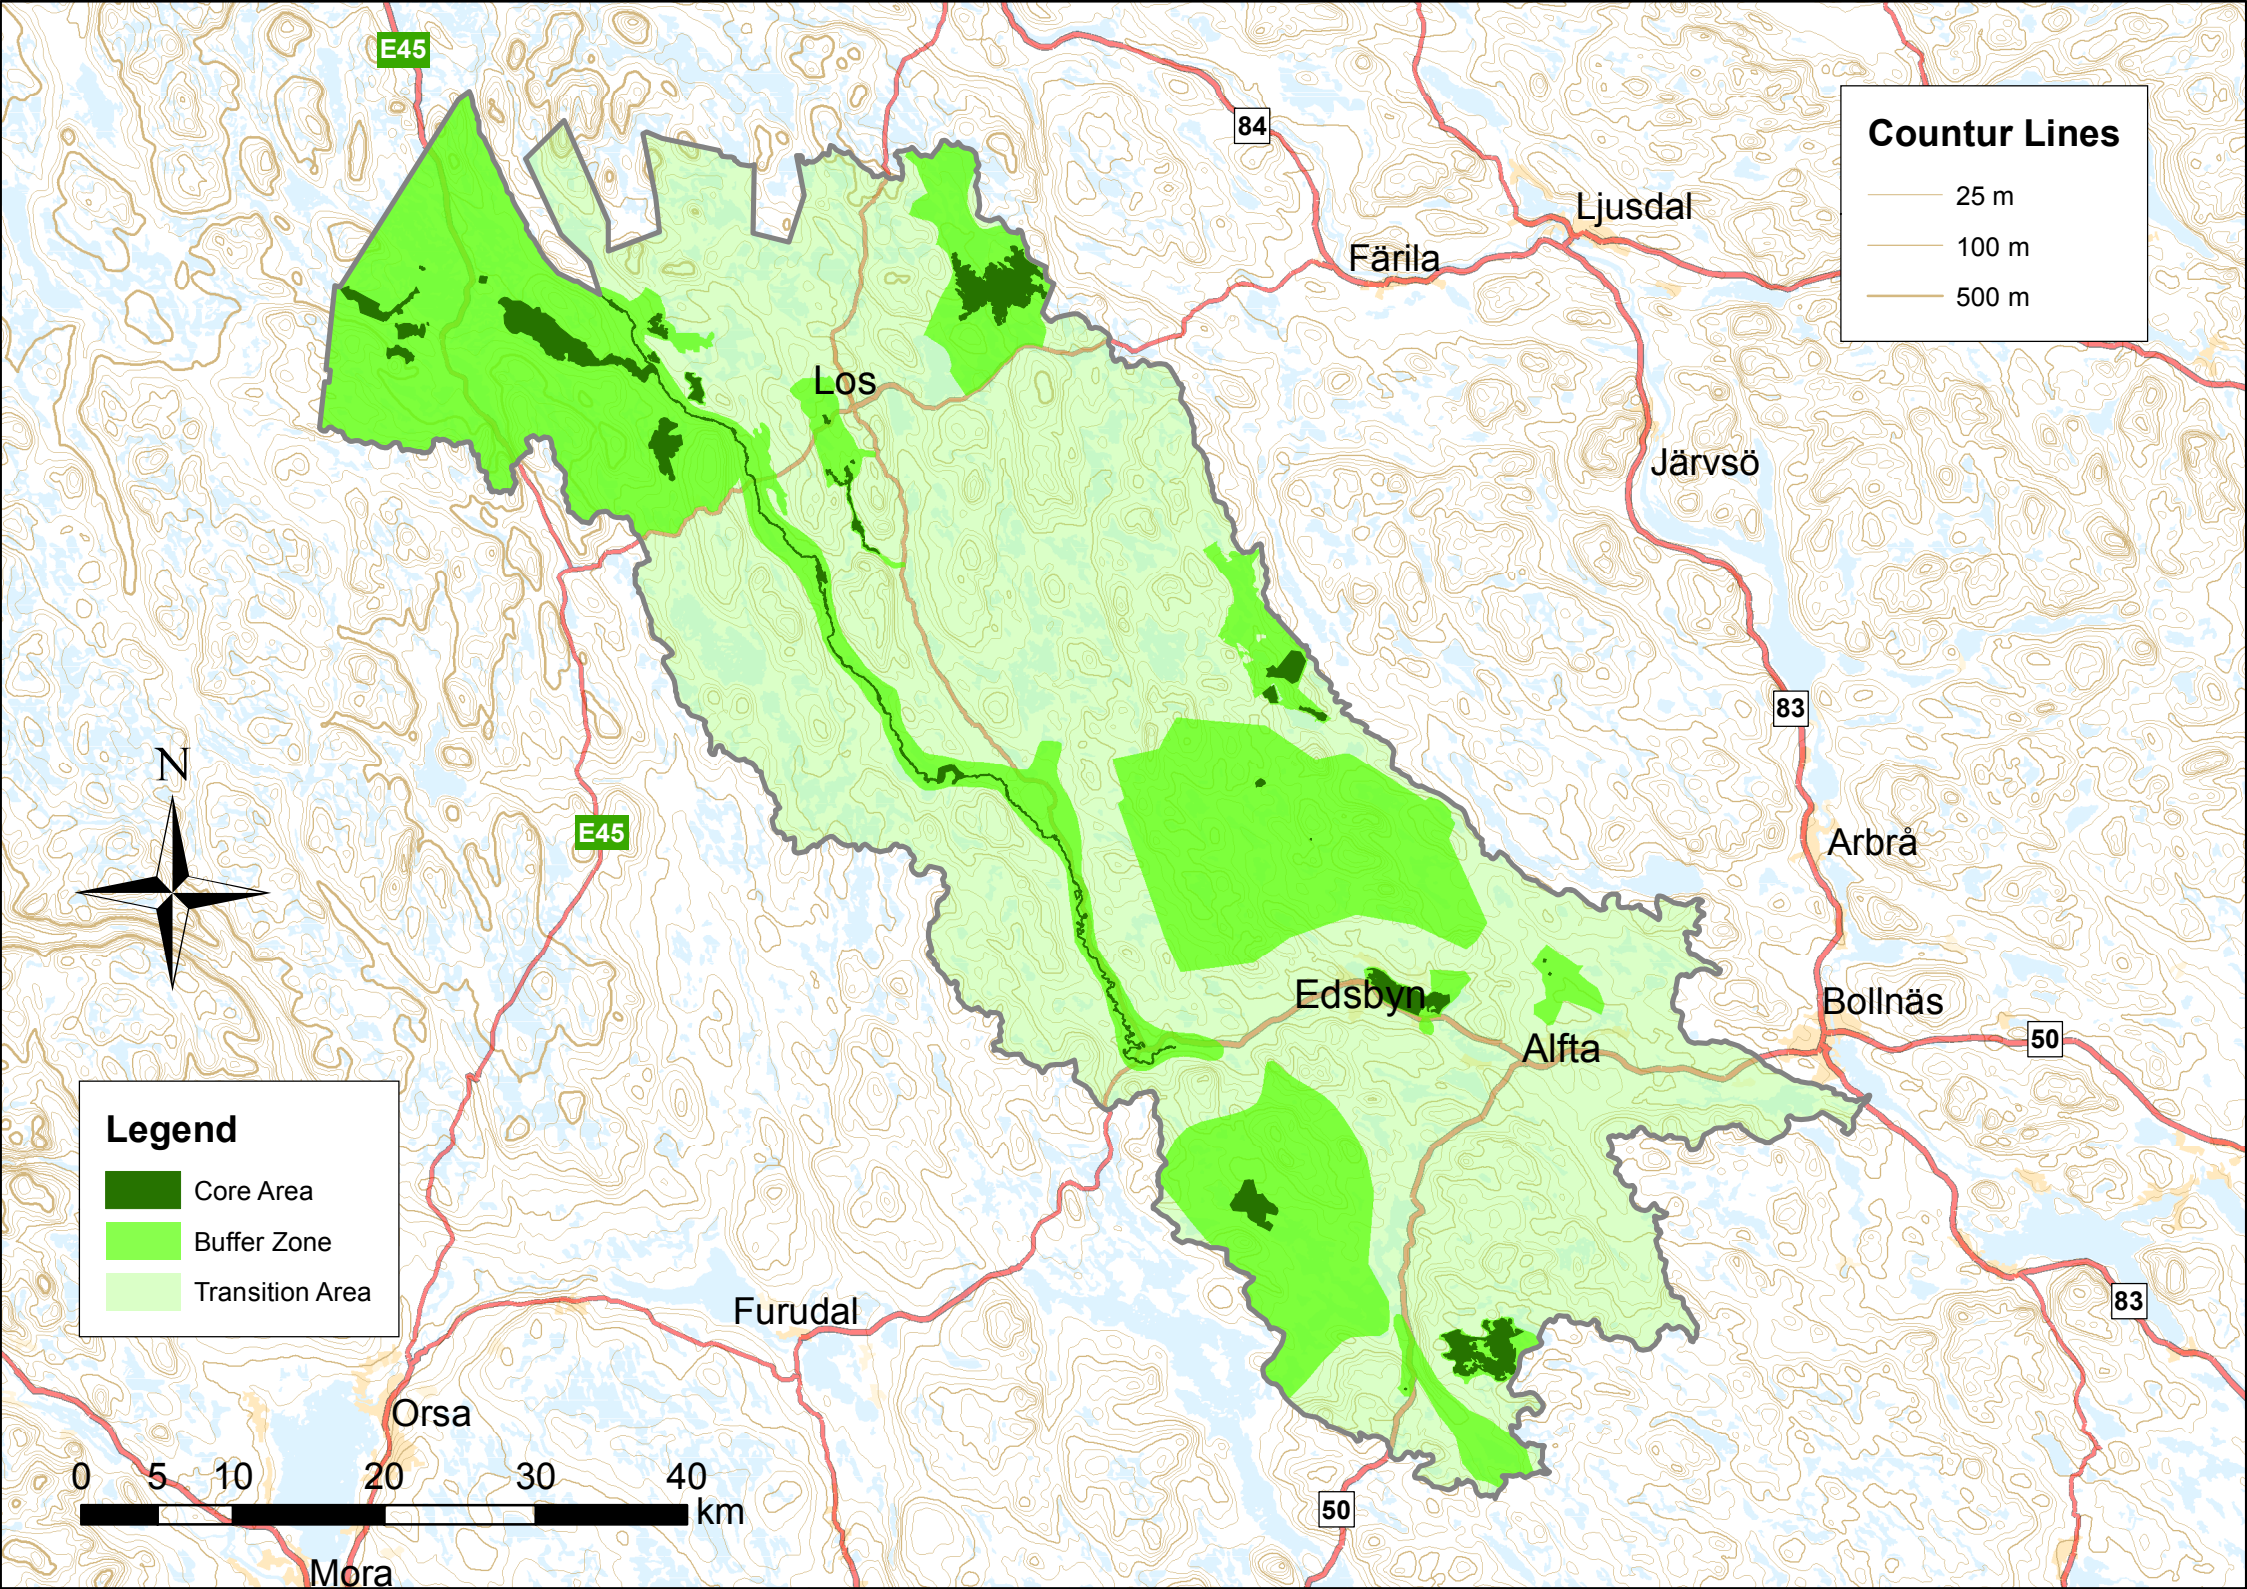 E45
84
Countur Lines
25 m
100 m
500 m
Ljusdal
Färila
Los
Järvsö
83
N
E45
Arbrå
Edsbyn
Bollnäs
Alfta
50
Legend
Core Area
Buffer Zone
Transition Area
Furudal
83
Orsa
0 5 10 20 30 40
km
50
Mora